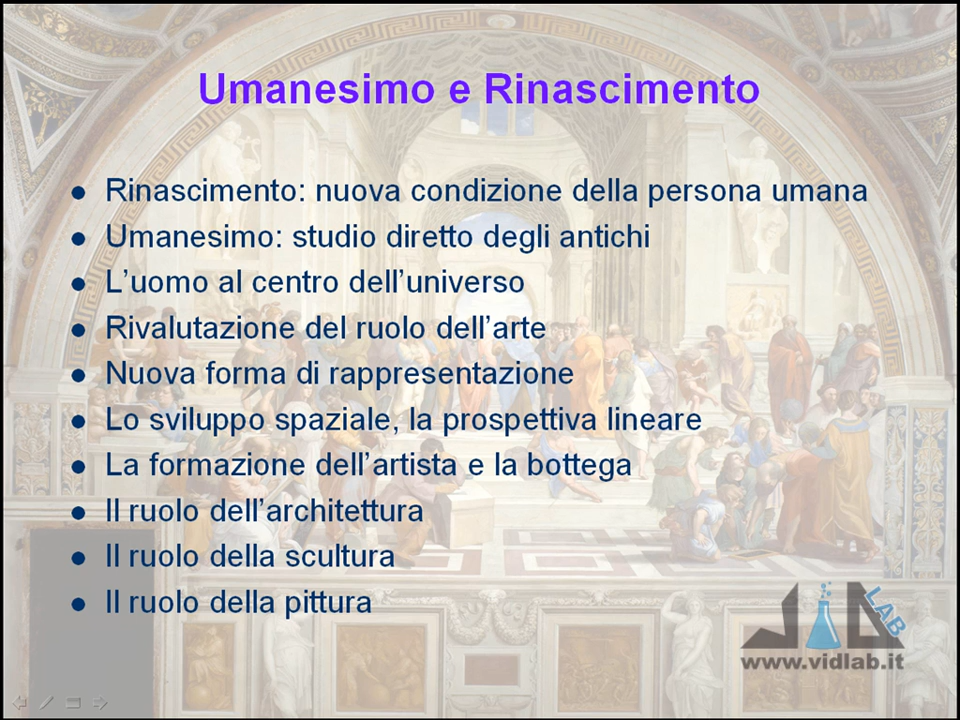 Umanesimo e Rinascimento
● Rinascimento: nuova condizione della persona umana
● Umanesimo: studio diretto degli antichi
● L’uomo al centro dell’universo
● Rivalutazione del ruolo dell’arte
● Nuova forma di rappresentazione
● Lo sviluppo spaziale, la prospettiva lineare
● La formazione dell’artista e la bottega
● Il ruolo dell’architettura
● Il ruolo della scultura
● Il ruolo della pittura
VID LAB
www.vidlab.it